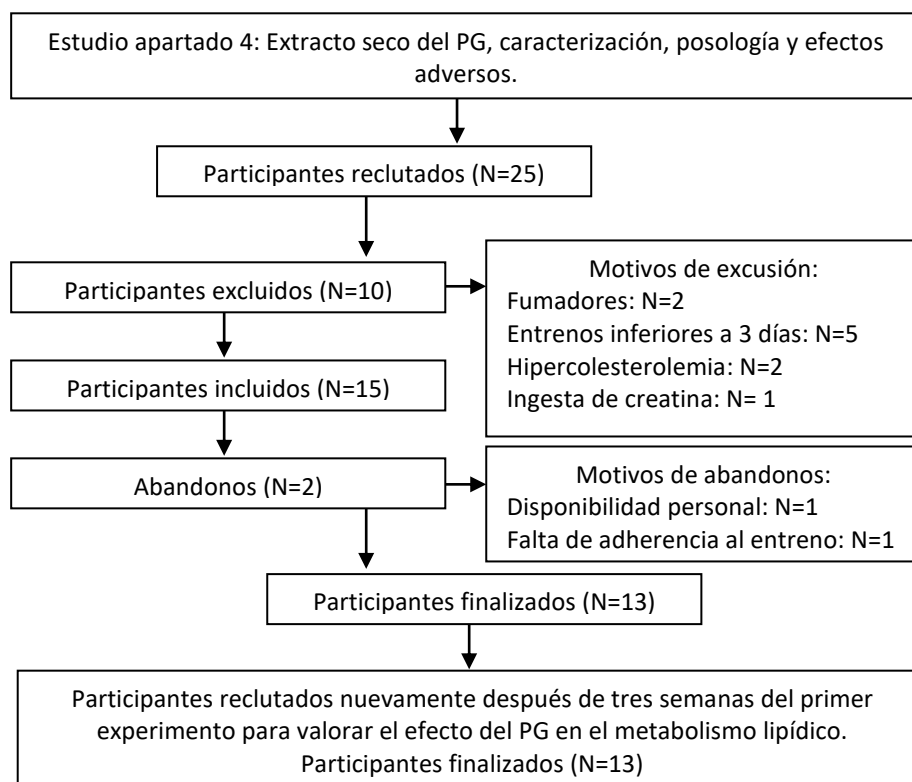 Estudio apartado 4: Extracto seco del PG, caracterización, posología y efectos
adversos.
Participantes reclutados (N=25)
Participantes excluidos (N=10)
Motivos de excusión:
Fumadores: N=2
Entrenos inferiores a 3 días: N=5
Hipercolesterolemia: N=2
Ingesta de creatina: N= 1
Participantes incluidos (N=15)
Abandonos (N=2)
Motivos de abandonos:
Disponibilidad personal: N=1
Falta de adherencia al entreno: N=1
Participantes finalizados (N=13)
Participantes reclutados nuevamente después de tres semanas del primer
experimento para valorar el efecto del PG en el metabolismo lipídico.
Participantes finalizados (N=13)